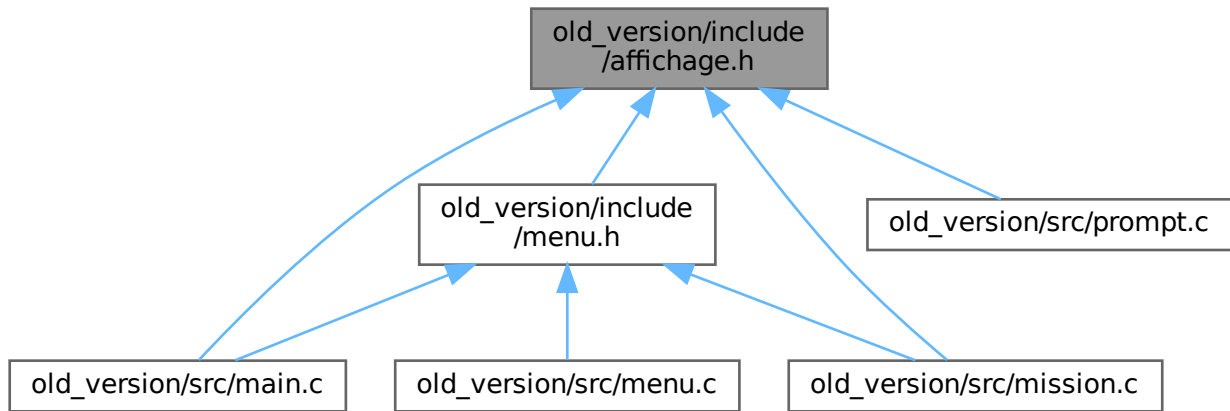 old_version/include
/affichage.h
old_version/include
/menu.h
old_version/src/prompt.c
old_version/src/main.c
old_version/src/menu.c
old_version/src/mission.c